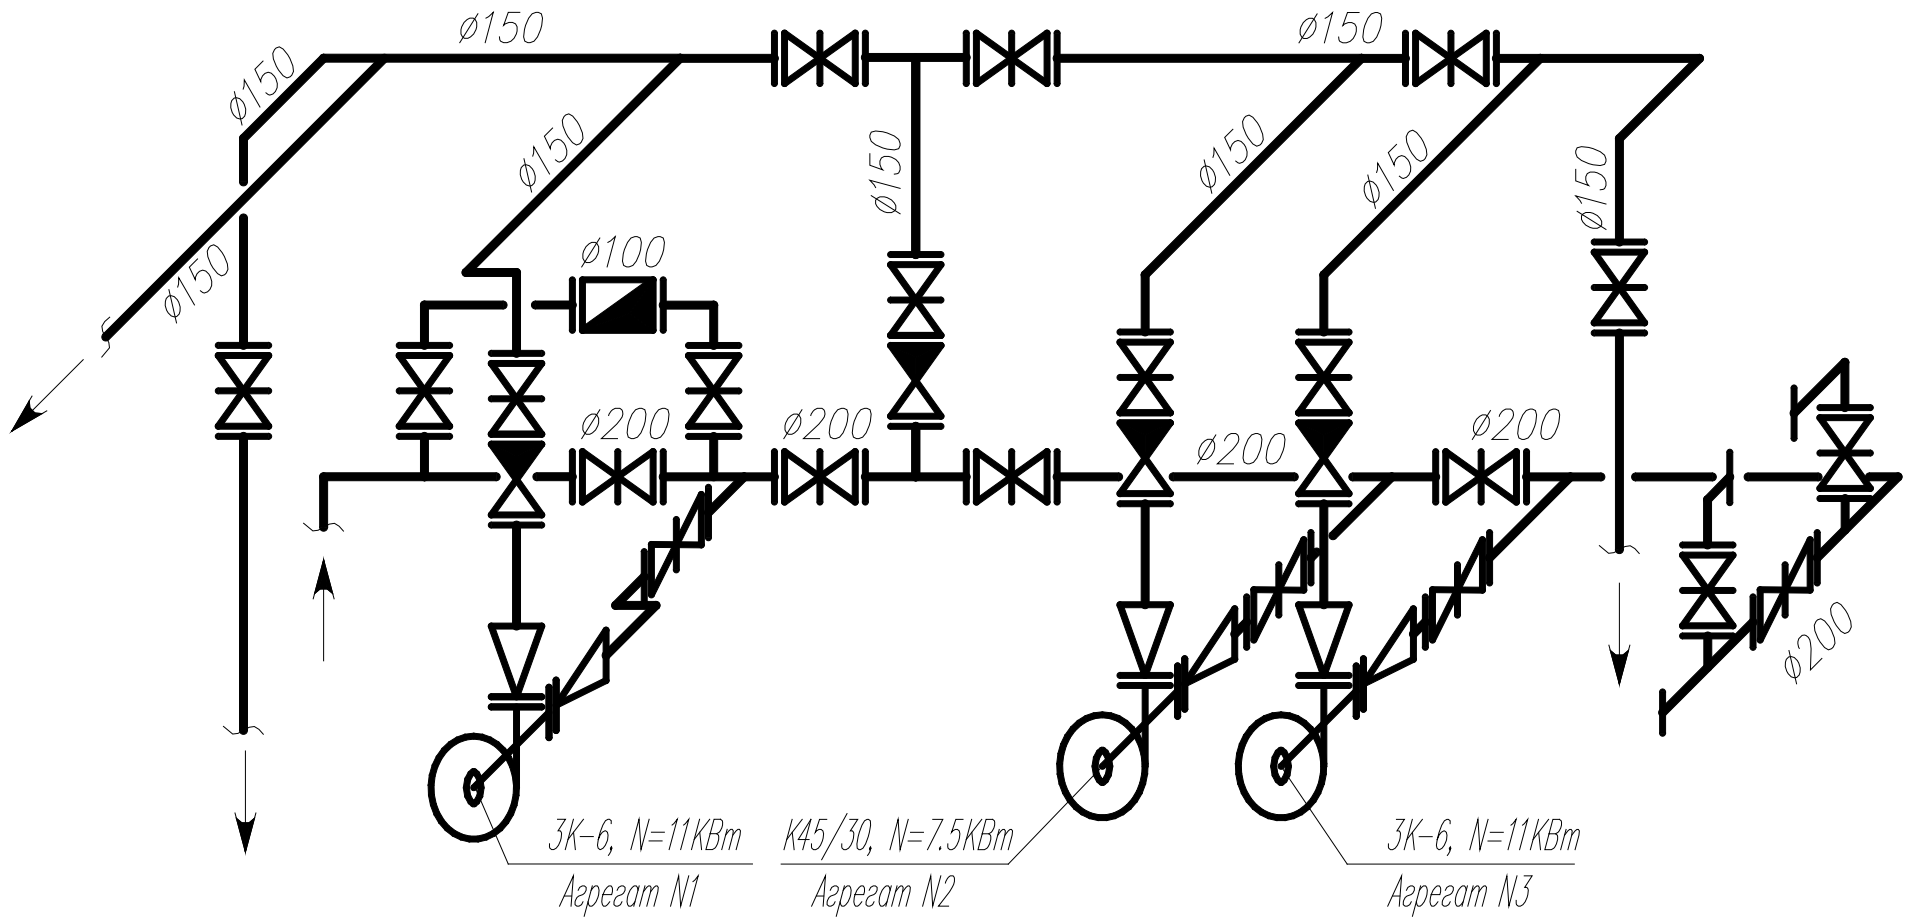 ø150
ø150
ø150
ø150
ø150
ø150
ø150
ø150
ø150
ø100
ø200
ø200
ø200
ø200
ø200
3К-6, N=11КВт
К45/30, N=7.5КВт
3К-6, N=11КВт
Агрегат N1
Агрегат N2
Агрегат N3